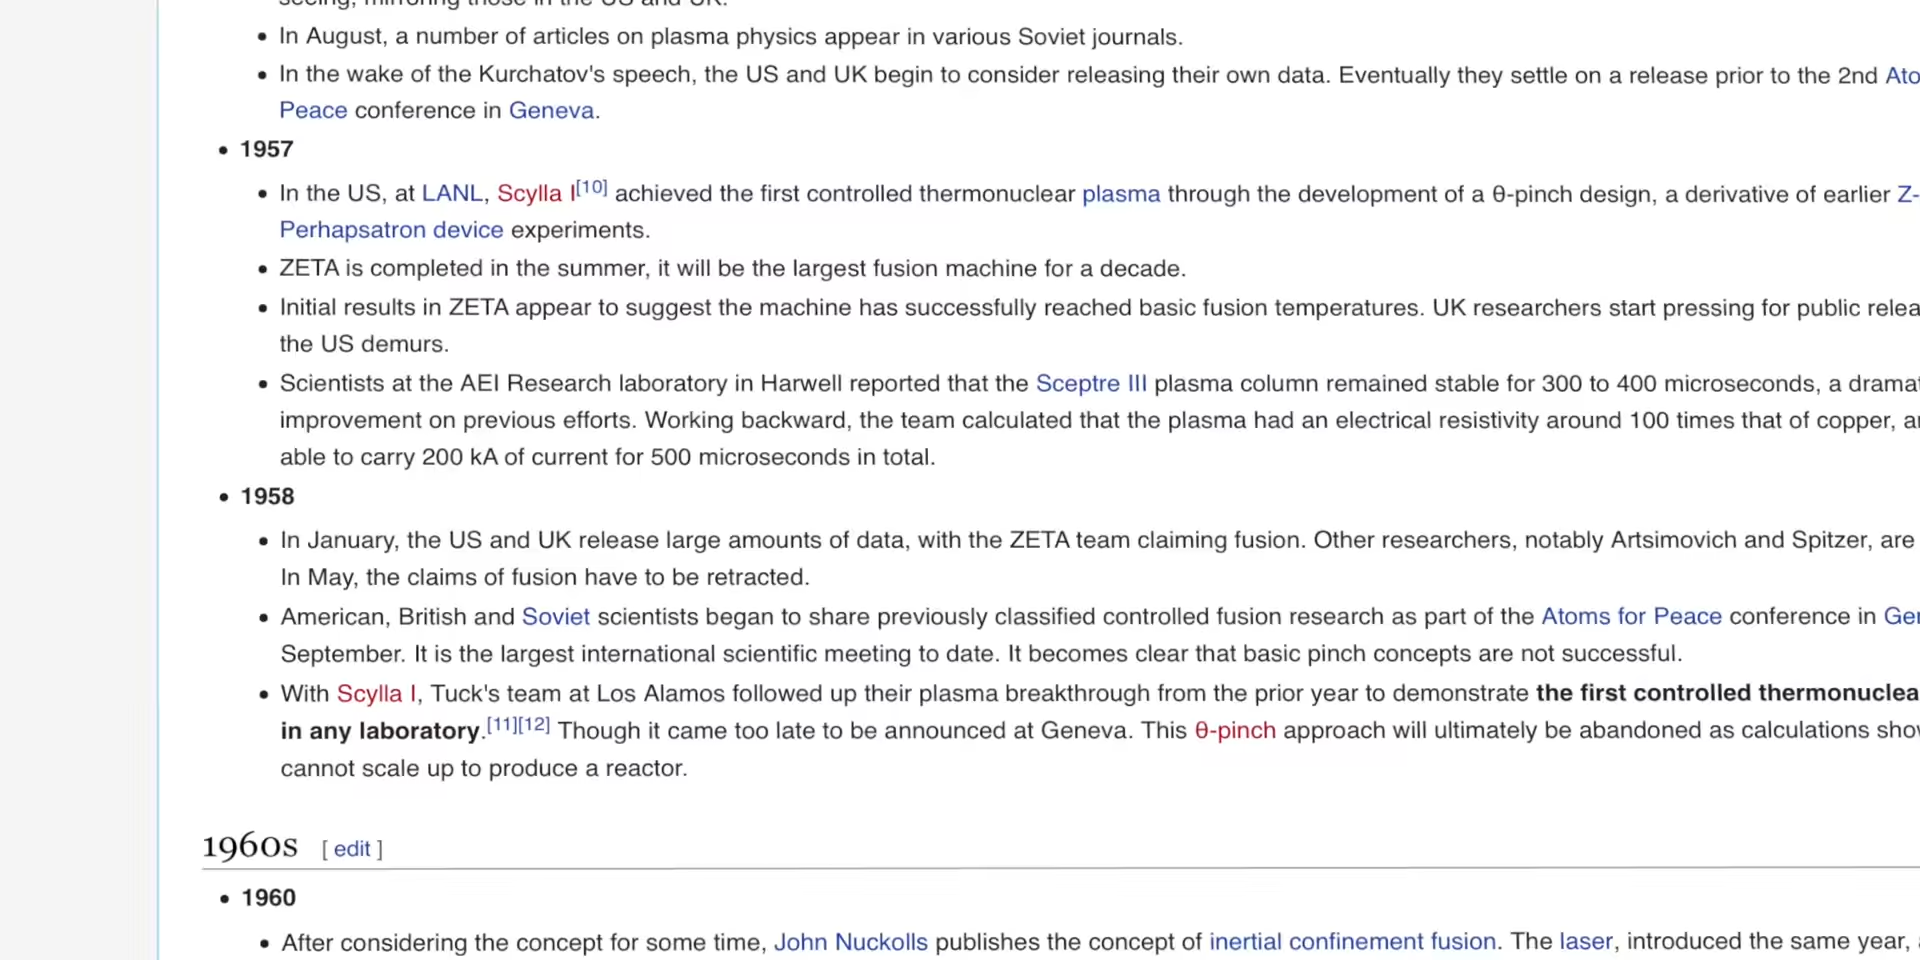 seeing, mirroring those in the US and UK.
• In August, a number of articles on plasma physics appear in various Soviet journals.
• In the wake of the Kurchatov's speech, the US and UK begin to consider releasing their own data. Eventually they settle on a release prior to the 2nd
Peace conference in Geneva.
• 1957
• In the US, at LANL, Scylla I[10] achieved the first controlled thermonuclear plasma through the development of a θ-pinch design, a derivative of earlier Z-
Perhapsatron device experiments.
• ZETA is completed in the summer, it will be the largest fusion machine for a decade.
• Initial results in ZETA appear to suggest the machine has successfully reached basic fusion temperatures. UK researchers start pressing for public
the US demurs.
• Scientists at the AEI Research laboratory in Harwell reported that the Sceptre III plasma column remained stable for 300 to 400 microseconds, a
improvement on previous efforts. Working backward, the team calculated that the plasma had an electrical resistivity around 100 times that of copper,
able to carry 200 kA of current for 500 microseconds in total.
• 1958
• In January, the US and UK release large amounts of data, with the ZETA team claiming fusion. Other researchers, notably Artsimovich and Spitzer, are
In May, the claims of fusion have to be retracted.
• American, British and Soviet scientists began to share previously classified controlled fusion research as part of the Atoms for Peace conference in
September. It is the largest international scientific meeting to date. It becomes clear that basic pinch concepts are not successful.
• With Scylla I, Tuck's team at Los Alamos followed up their plasma breakthrough from the prior year to demonstrate the first controlled
in any laboratory.[11][12] Though it came too late to be announced at Geneva. This θ-pinch approach will ultimately be abandoned as calculations
cannot scale up to produce a reactor.
1960s [ edit ]
• 1960
• After considering the concept for some time, John Nuckolls publishes the concept of inertial confinement fusion. The laser, introduced the same year,